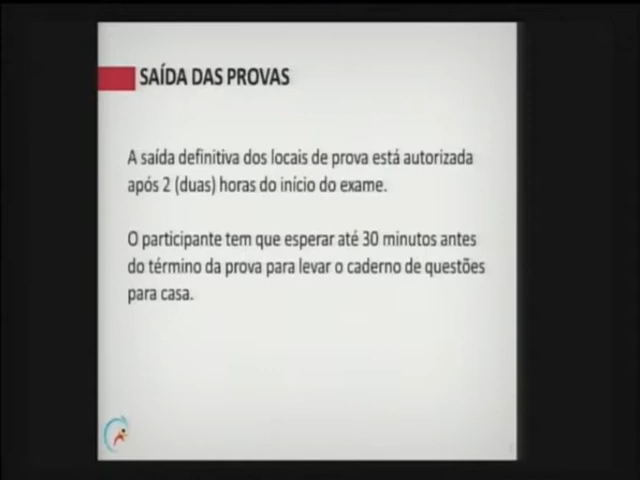 SAÍDA DAS PROVAS
A saída definitiva dos locais de prova está autorizada
após 2 (duas) horas do início do exame.
O participante tem que esperar até 30 minutos antes
do término da prova para levar o caderno de questões
para casa.